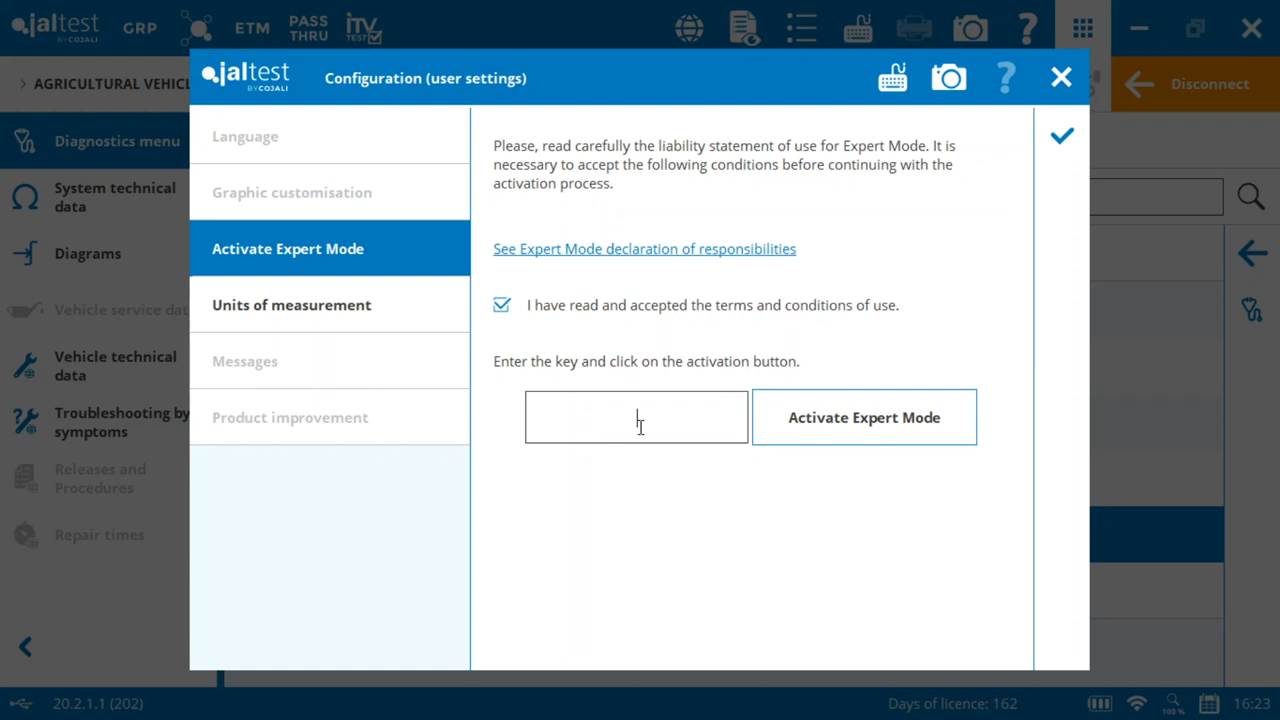 jaltest
BY COJALI
GRP
ETM
PASS
THRU
ITV
TEST
?
> AGRICULTURAL VEHICL
Disconnect
jaltest
BY COJALI
Configuration (user settings)
?
Diagnostics menu
System technical
data
Diagrams
Vehicle service dat
Vehicle technical
data
Troubleshooting by
symptoms
Releases and
Procedures
Repair times
Language
Graphic customisation
Activate Expert Mode
Units of measurement
Messages
Product improvement
Please, read carefully the liability statement of use for Expert Mode. It is
necessary to accept the following conditions before continuing with the
activation process.
See Expert Mode declaration of responsibilities
I have read and accepted the terms and conditions of use.
Enter the key and click on the activation button.
Activate Expert Mode
20.2.1.1 (202)
Days of licence: 162
100 %
16:23